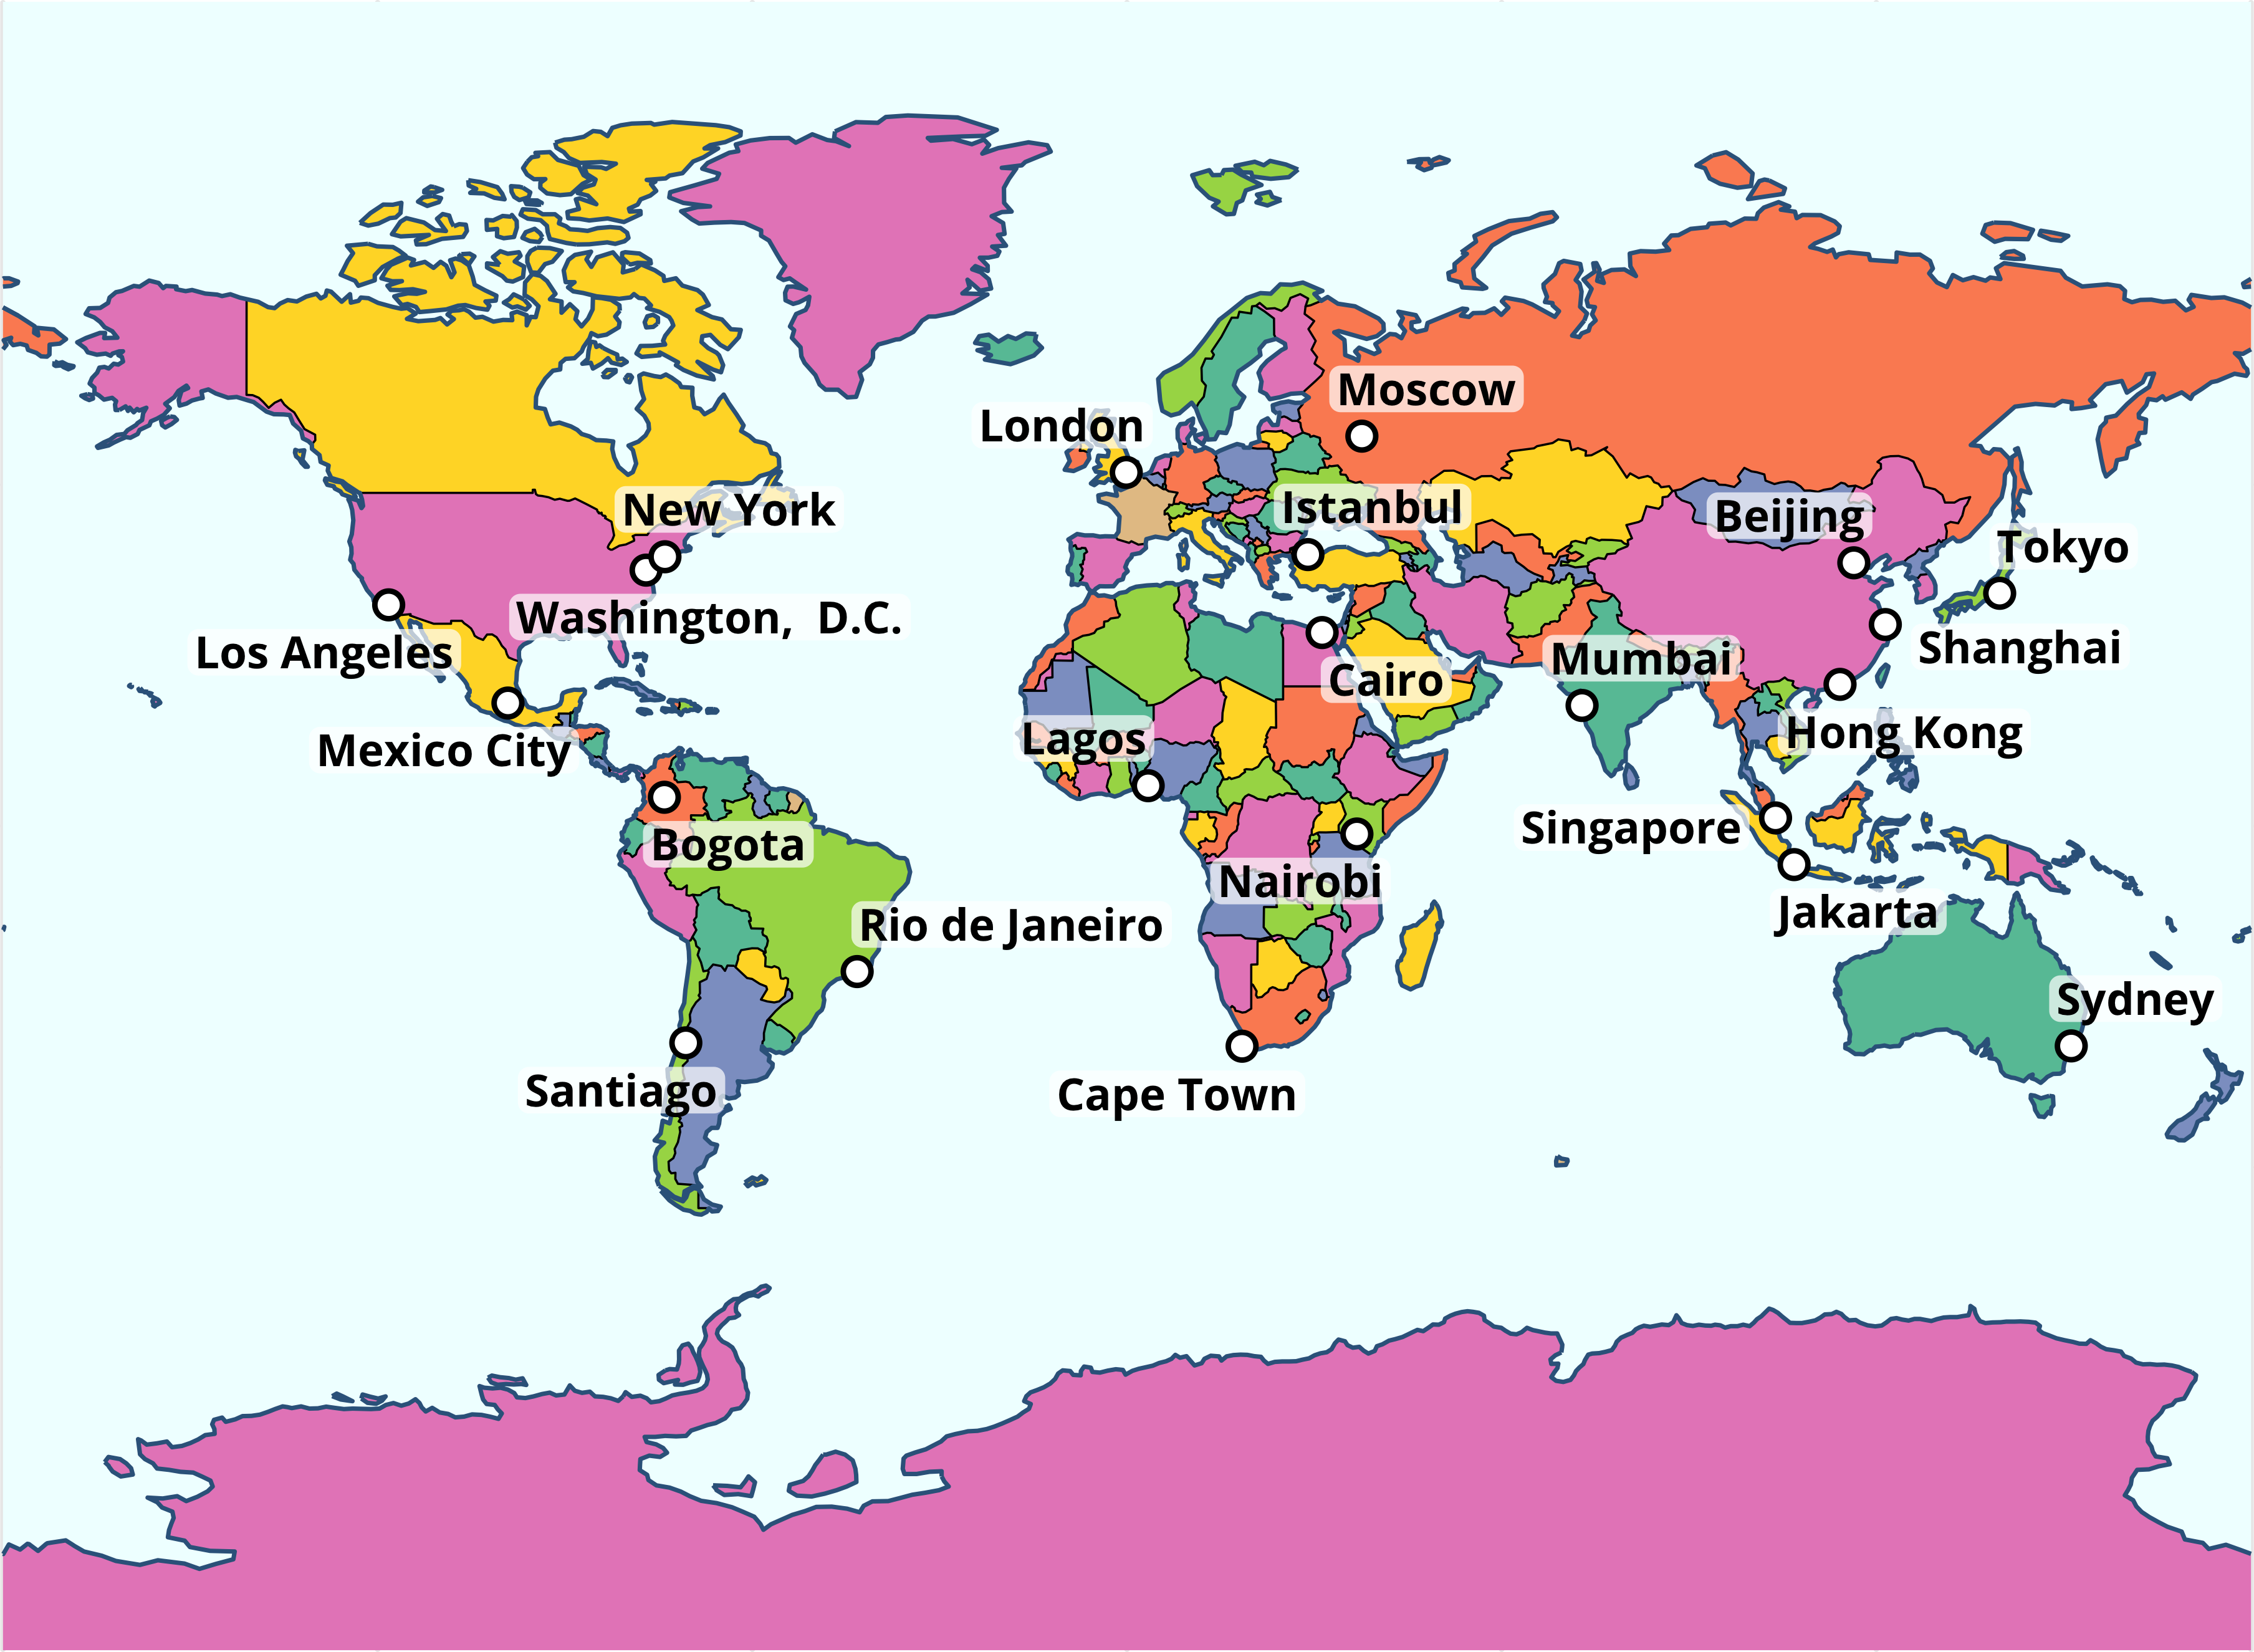 Moscow
London
New York
Istanbul
Beijing
Tokyo
Washington,  D.C.
Los Angeles
Shanghai
Mumbai
Cairo
Hong Kong
Lagos
Mexico City
Singapore
Bogota
Nairobi
Jakarta
Rio de Janeiro
Sydney
Santiago
Cape Town